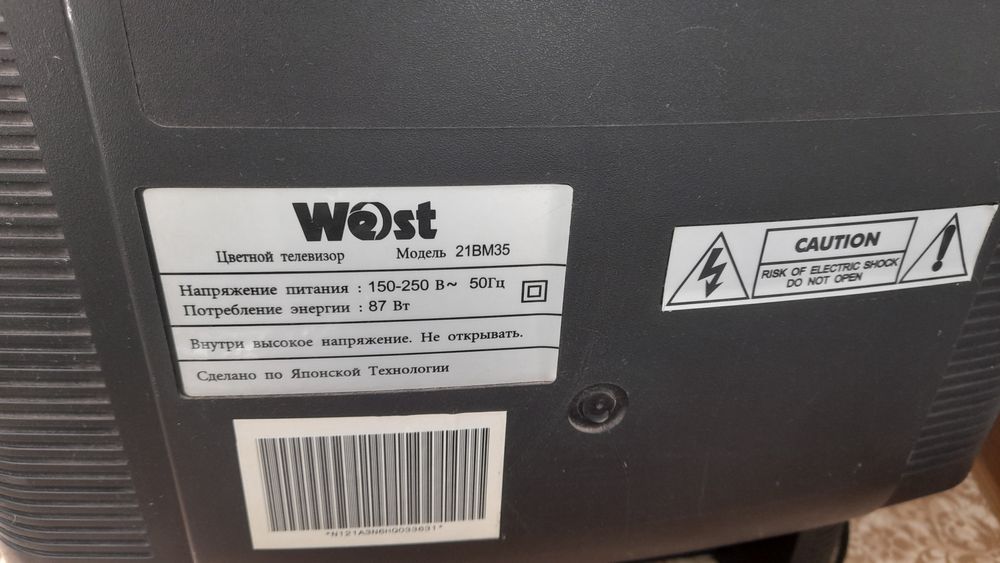 West
Цветной телевизор Модель 21BM35
Напряжение питания : 150-250 В~ 50Гц
Потребление энергии : 87 Вт
Внутри высокое напряжение. Не открывать.
Сделано по Японской Технологии
CAUTION
RISK OF ELECTRIC SHOCK
DO NOT OPEN